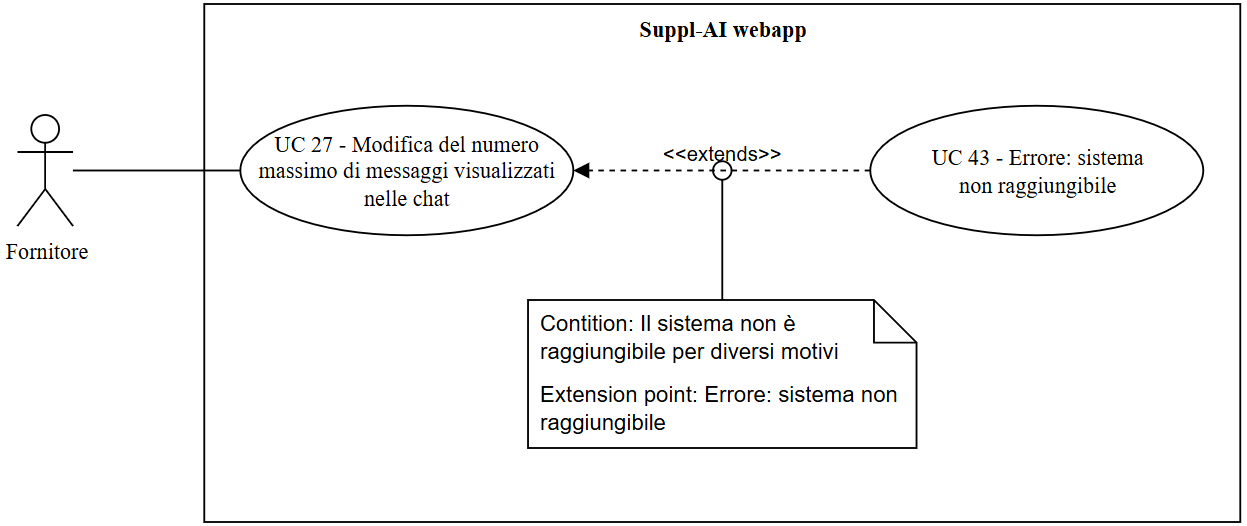 Suppl-AI webapp
Fornitore
UC 27 - Modifica del numero
massimo di messaggi visualizzati
nelle chat
<<extends>>
UC 43 - Errore: sistema
non raggiungibile
Contition: Il sistema non è
raggiungibile per diversi motivi
Extension point: Errore: sistema non
raggiungibile